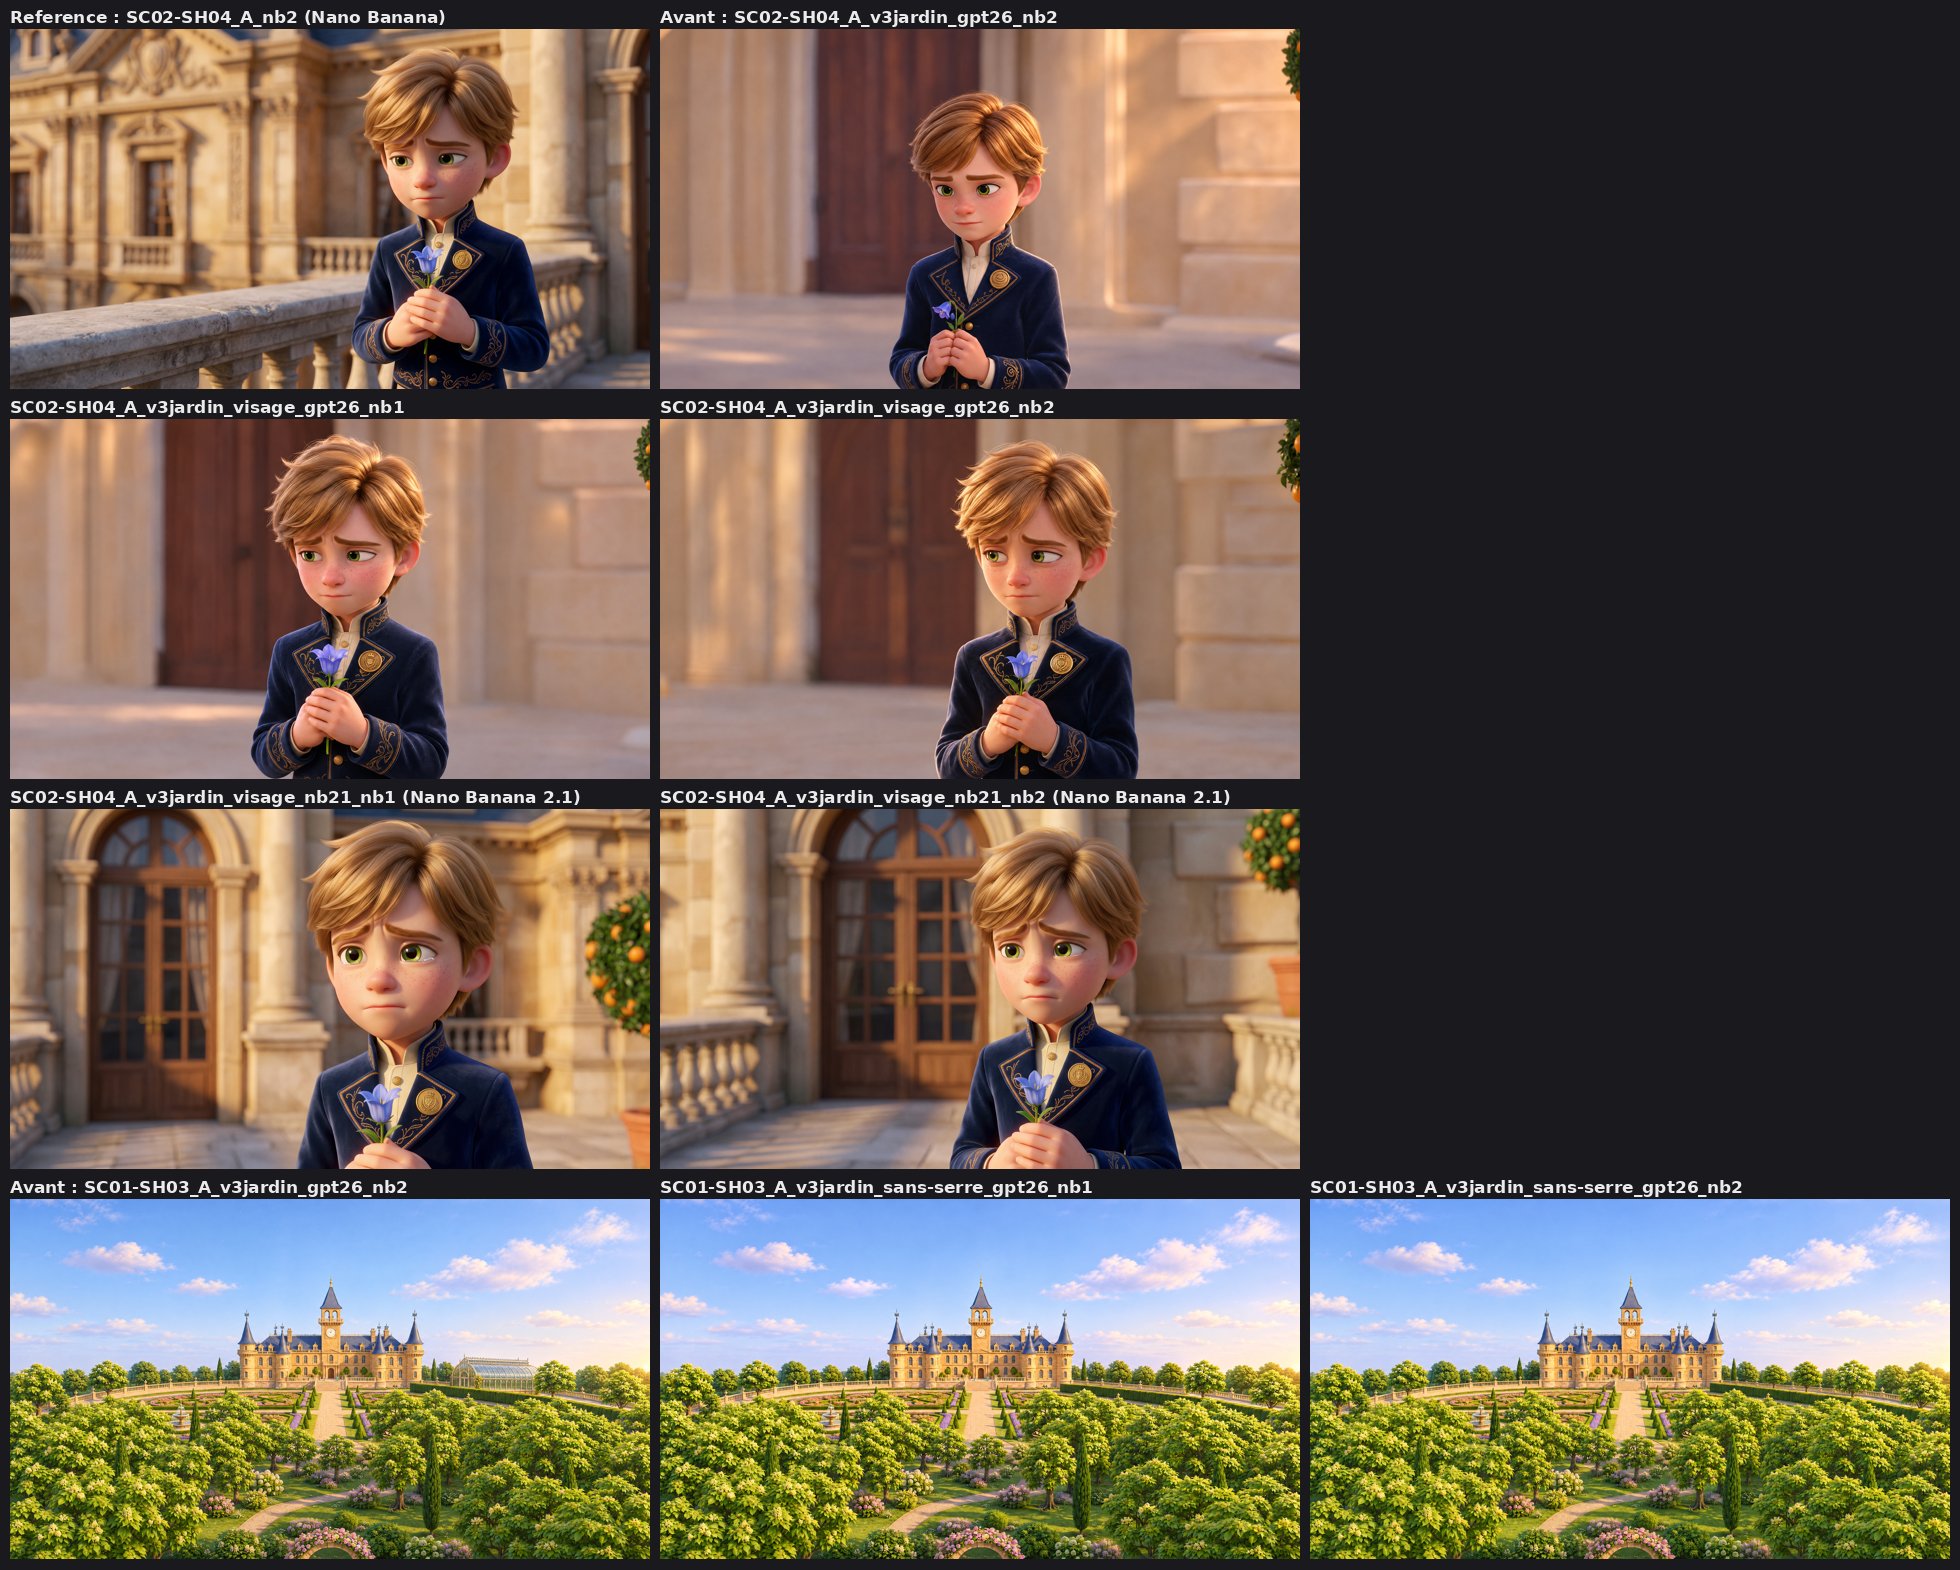 Reference : SC02-SH04_A_nb2 (Nano Banana)
Avant : SC02-SH04_A_v3jardin_gpt26_nb2
SC02-SH04_A_v3jardin_visage_gpt26_nb1
SC02-SH04_A_v3jardin_visage_gpt26_nb2
SC02-SH04_A_v3jardin_visage_nb21_nb1 (Nano Banana 2.1)
SC02-SH04_A_v3jardin_visage_nb21_nb2 (Nano Banana 2.1)
Avant : SC01-SH03_A_v3jardin_gpt26_nb2
SC01-SH03_A_v3jardin_sans-serre_gpt26_nb1
SC01-SH03_A_v3jardin_sans-serre_gpt26_nb2